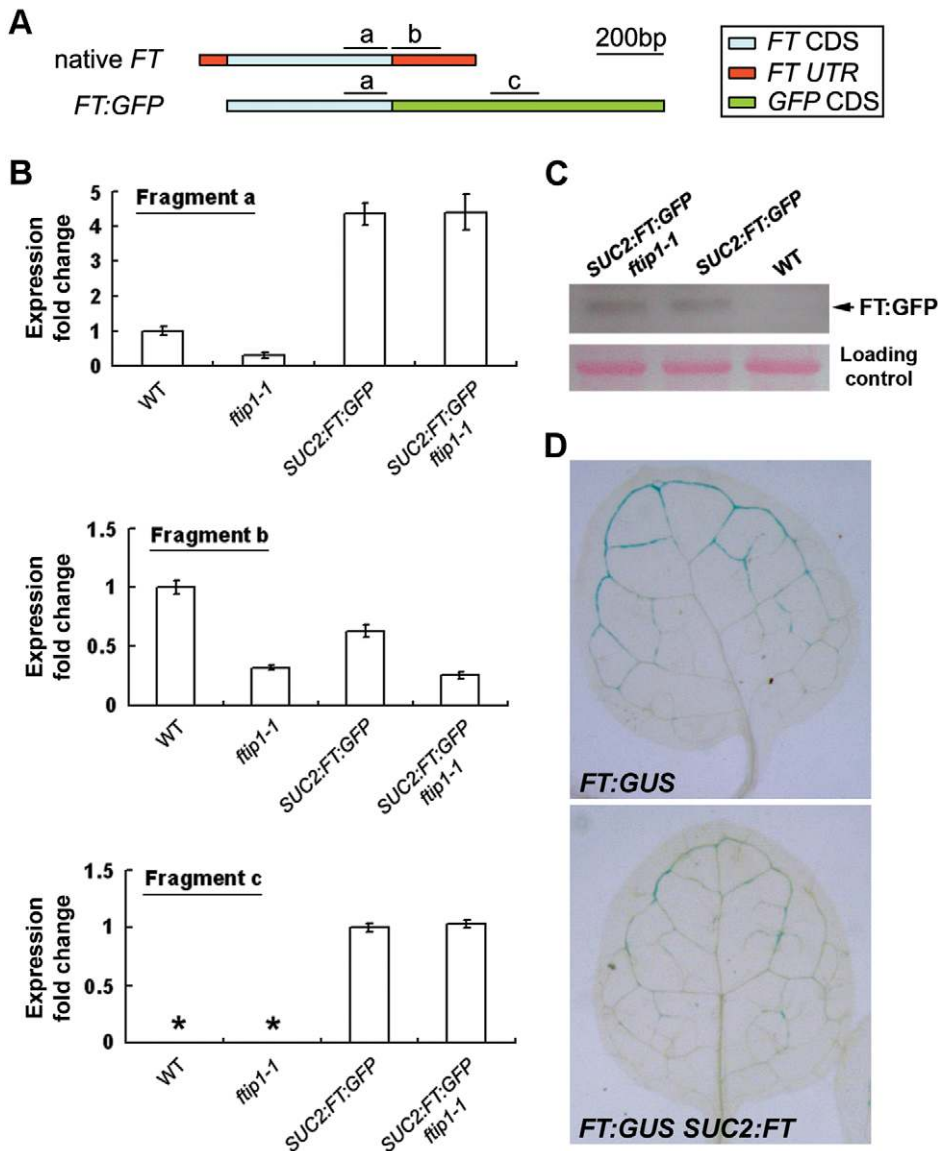 A
native FT
a
b
200bp
FT:GFP
a
c
FT CDS
FT UTR
GFP CDS
B
Fragment a
Expression
fold change
5
4
3
2
1
0
WT
ftip1-1
SUC2:FT:GFP
SUC2:FT:GFP
ftip1-1
Fragment b
Expression
fold change
1.5
1
0.5
0
WT
ftip1-1
SUC2:FT:GFP
SUC2:FT:GFP
ftip1-1
Fragment c
Expression
fold change
1.5
1
0.5
0
*
*
WT
ftip1-1
SUC2:FT:GFP
SUC2:FT:GFP
ftip1-1
C
SUC2:FT:GFP
ftip1-1
SUC2:FT:GFP
WT
FT:GFP
Loading
control
D
FT:GUS
FT:GUS SUC2:FT